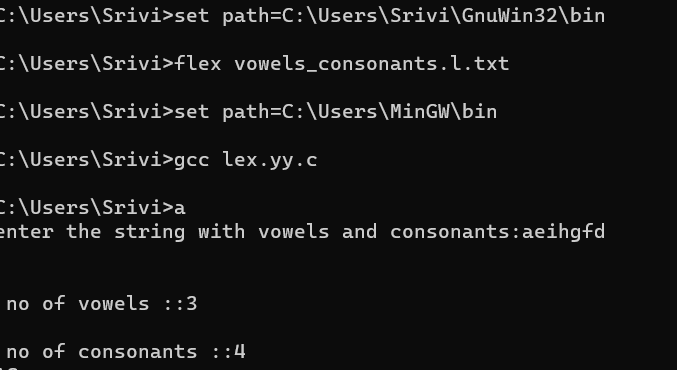 C:\Users\Srivi>set path=C:\Users\Srivi\GnuWin32\bin
C:\Users\Srivi>flex vowels_consonants.l.txt
C:\Users\Srivi>set path=C:\Users\MinGW\bin
C:\Users\Srivi>gcc lex.yy.c
C:\Users\Srivi>a
enter the string with vowels and consonants:aeihgfd
no of vowels ::3
no of consonants ::4